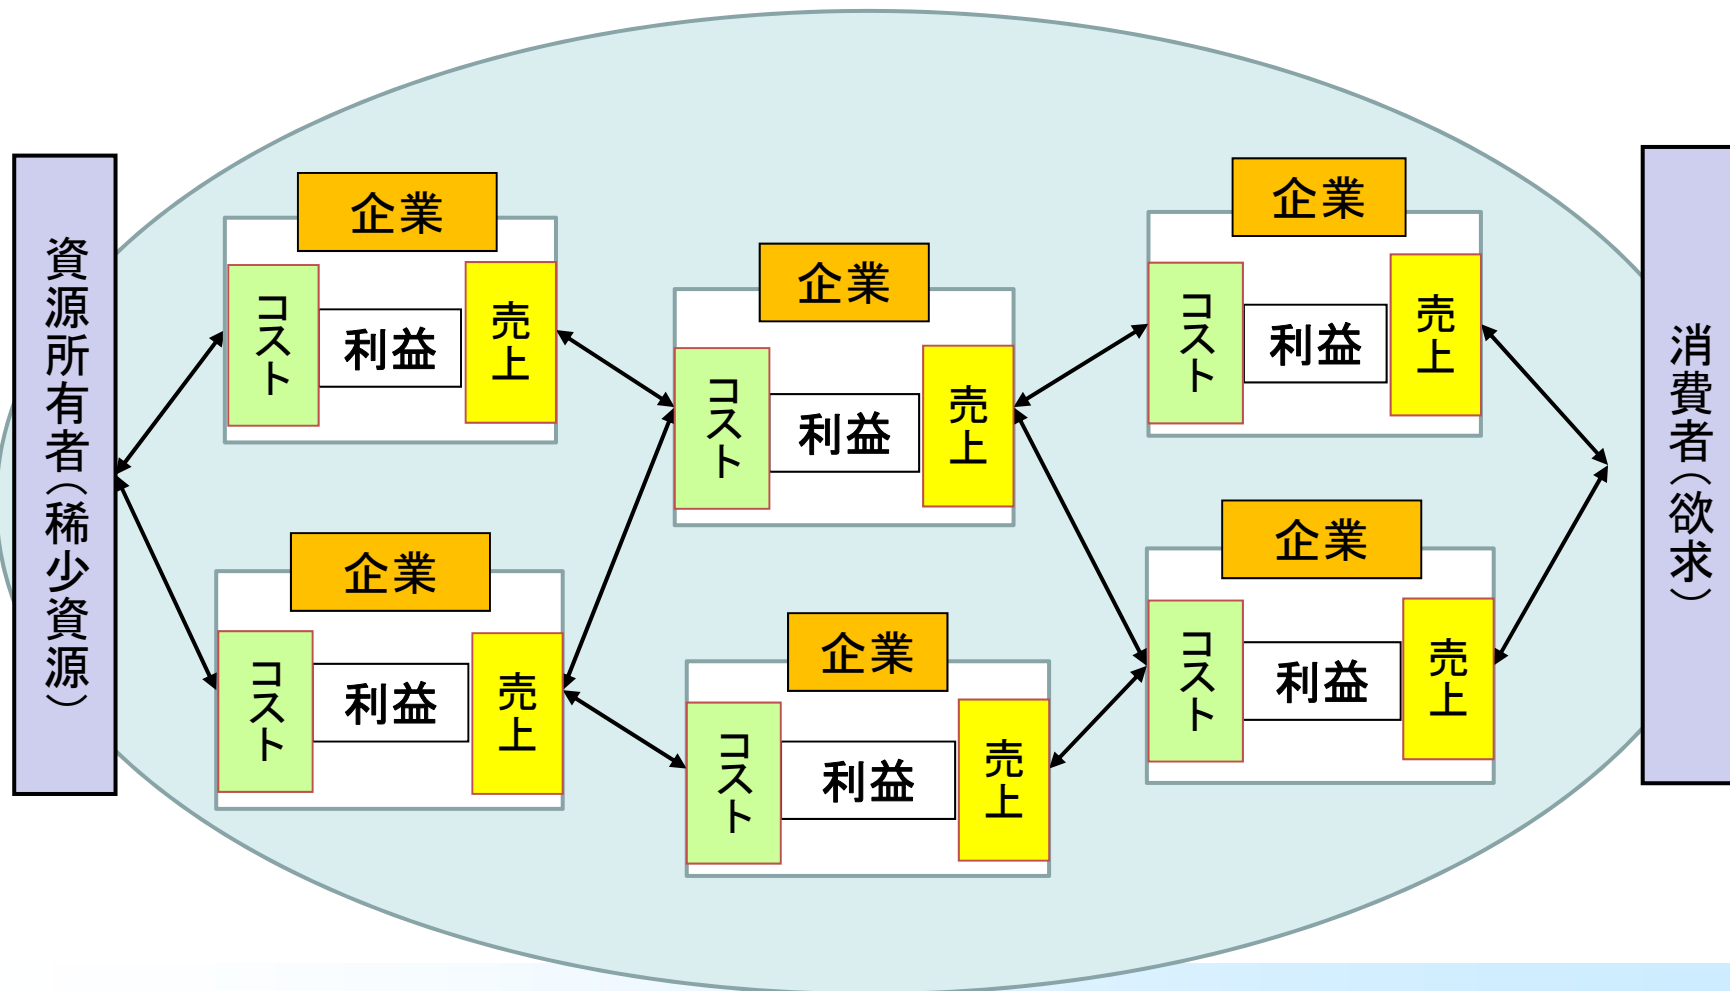 資源所有者（稀少資源）
企業
コスト
利益
売上
企業
コスト
利益
売上
企業
コスト
利益
売上
企業
コスト
利益
売上
企業
コスト
利益
売上
企業
コスト
利益
売上
消費者（欲求）